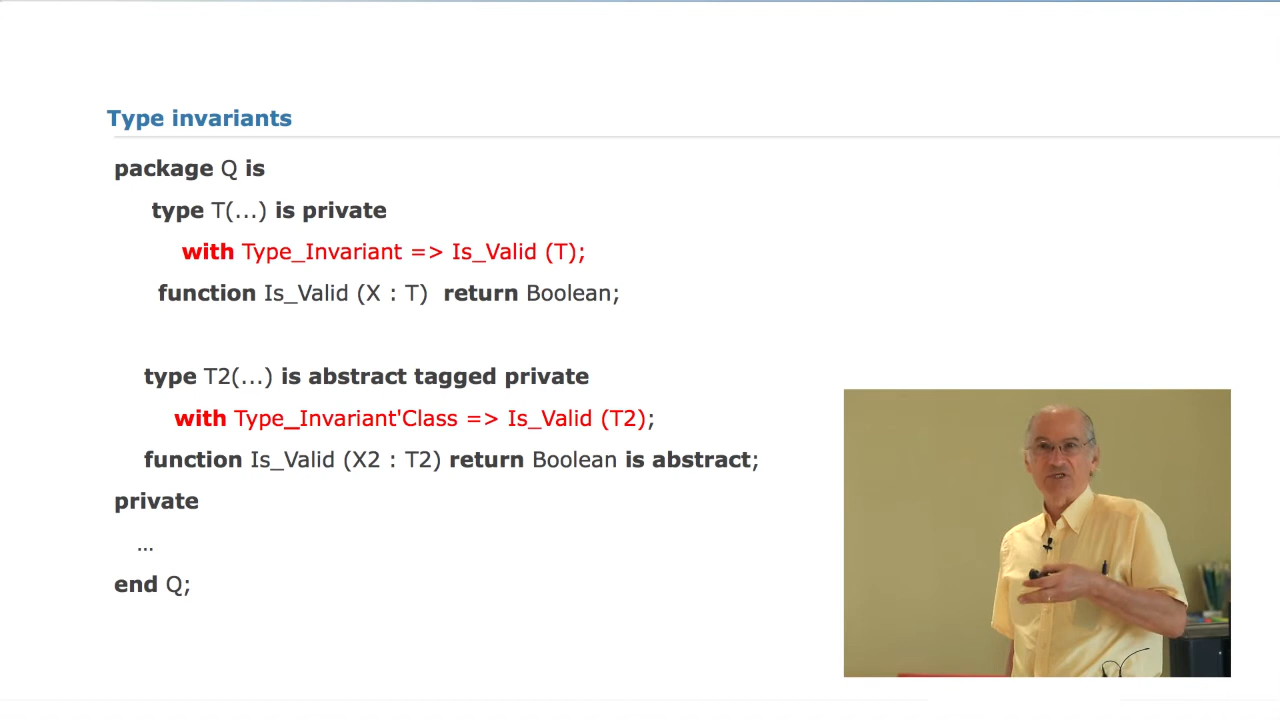 Type invariants
package Q is
type T(...) is private
with Type_Invariant => Is_Valid (T);
function Is_Valid (X : T) return Boolean;
type T2(...) is abstract tagged private
with Type_Invariant'Class => Is_Valid (T2);
function Is_Valid (X2 : T2) return Boolean is abstract;
private
...
end Q;